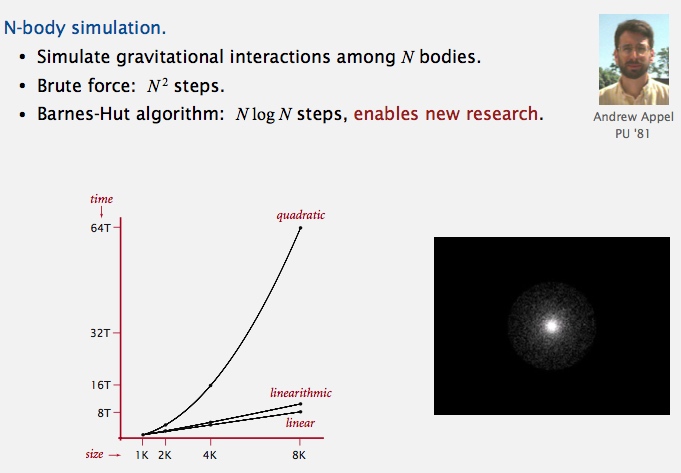 N-body simulation.
• Simulate gravitational interactions among N bodies.
• Brute force: N² steps.
• Barnes-Hut algorithm: N log N steps, enables new research.
Andrew Appel
PU '81
time
64T
quadratic
32T
16T
linearithmic
8T
linear
size → 1K 2K 4K 8K